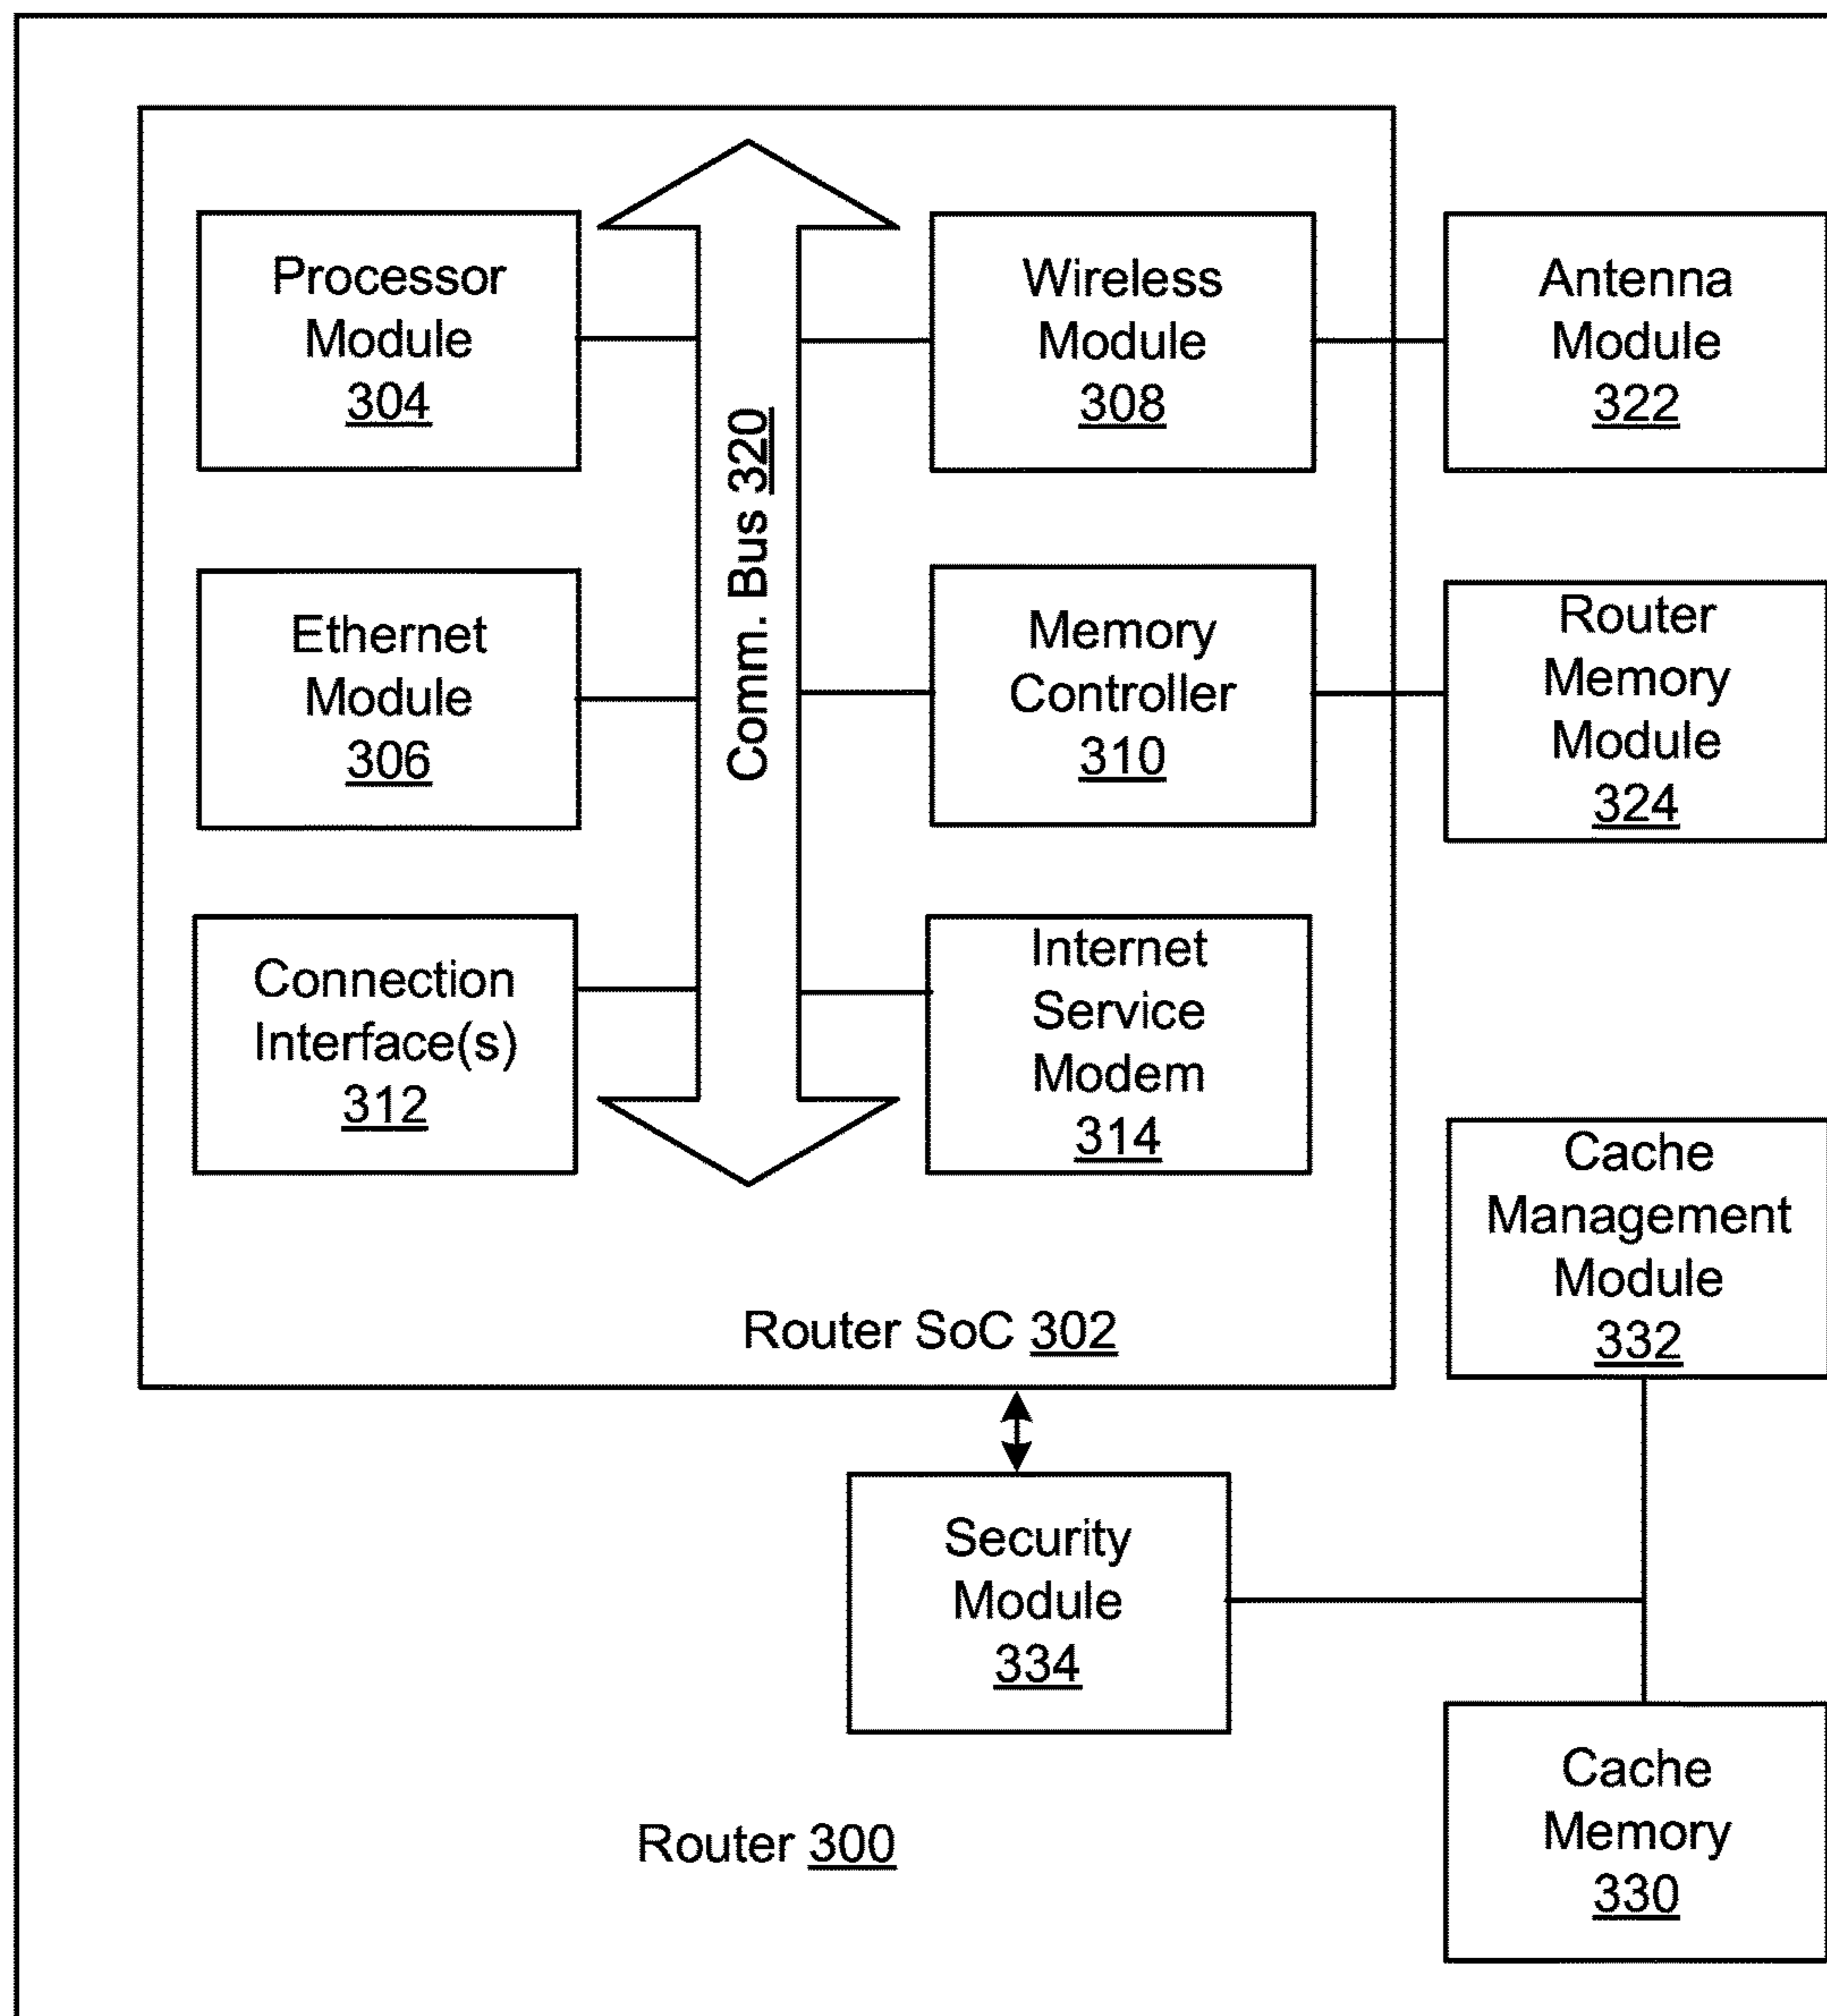 Processor
Module
304
Wireless
Module
308
Antenna
Module
322
Comm. Bus 320
Ethernet
Module
306
Memory
Controller
310
Router
Memory
Module
324
Connection
Interface(s)
312
Internet
Service
Modem
314
Cache
Management
Module
332
Router SoC 302
Security
Module
334
Cache
Memory
330
Router 300